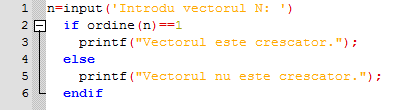 1 n=input('Introdu vectorul N: ')
2 if ordine(n)==1
3 printf("Vectorul este crescator.");
4 else
5 printf("Vectorul nu este crescator.");
6 endif